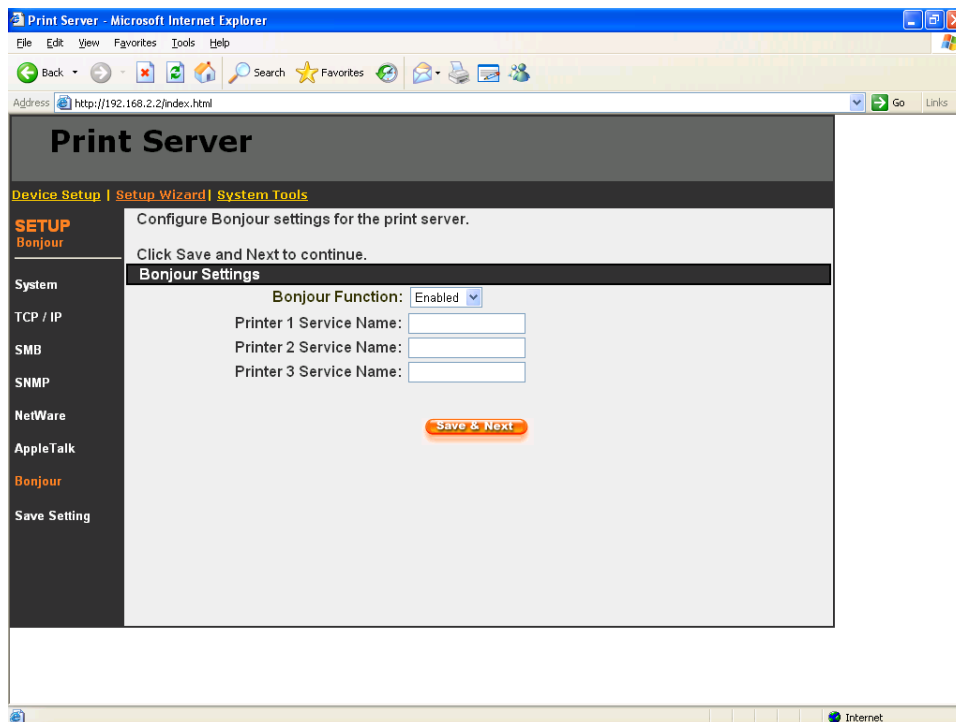 Print Server - Microsoft Internet Explorer
File Edit View Favorites Tools Help
Back Search Favorites
Address http://192.168.2.2/index.html Go Links
Print Server
Device Setup | Setup Wizard | System Tools
SETUP
Bonjour
System
TCP / IP
SMB
SNMP
NetWare
AppleTalk
Bonjour
Save Setting
Configure Bonjour settings for the print server.
Click Save and Next to continue.
Bonjour Settings
Bonjour Function: Enabled
Printer 1 Service Name:
Printer 2 Service Name:
Printer 3 Service Name:
Save & Next
Internet